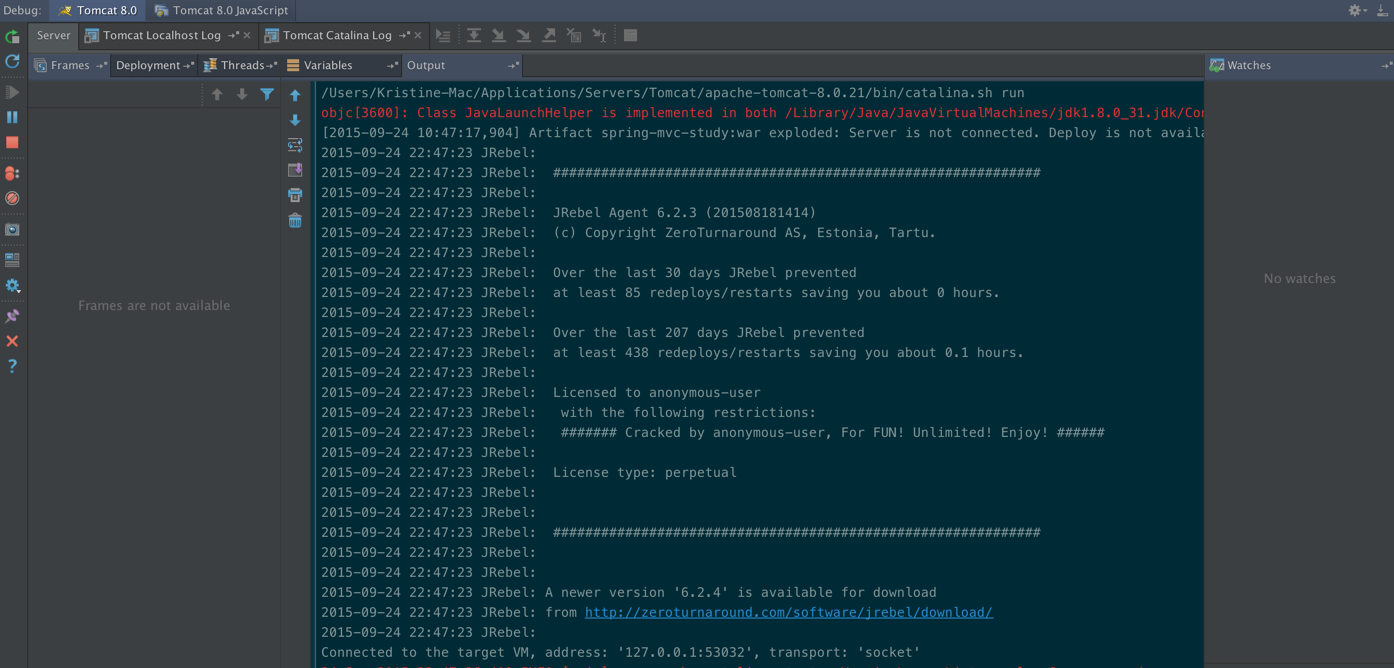 Debug:
Tomcat 8.0
Tomcat 8.0 JavaScript
Server
Tomcat Localhost Log
Tomcat Catalina Log
Frames
Deployment
Threads
Variables
Output
Watches
Frames are not available
No watches
/Users/Kristine-Mac/Applications/Servers/Tomcat/apache-tomcat-8.0.21/bin/catalina.sh run
objc[3600]: Class JavaLaunchHelper is implemented in both /Library/Java/JavaVirtualMachines/jdk1.8.0_31.jdk/Con
[2015-09-24 10:47:17,904] Artifact spring-mvc-study:war exploded: Server is not connected. Deploy is not availa
2015-09-24 22:47:23 JRebel:
2015-09-24 22:47:23 JRebel:  #############################################################
2015-09-24 22:47:23 JRebel:
2015-09-24 22:47:23 JRebel:  JRebel Agent 6.2.3 (201508181414)
2015-09-24 22:47:23 JRebel:  (c) Copyright ZeroTurnaround AS, Estonia, Tartu.
2015-09-24 22:47:23 JRebel:
2015-09-24 22:47:23 JRebel:  Over the last 30 days JRebel prevented
2015-09-24 22:47:23 JRebel:  at least 85 redeploys/restarts saving you about 0 hours.
2015-09-24 22:47:23 JRebel:
2015-09-24 22:47:23 JRebel:  Over the last 207 days JRebel prevented
2015-09-24 22:47:23 JRebel:  at least 438 redeploys/restarts saving you about 0.1 hours.
2015-09-24 22:47:23 JRebel:
2015-09-24 22:47:23 JRebel:  Licensed to anonymous-user
2015-09-24 22:47:23 JRebel:   with the following restrictions:
2015-09-24 22:47:23 JRebel:   ####### Cracked by anonymous-user, For FUN! Unlimited! Enjoy! ######
2015-09-24 22:47:23 JRebel:
2015-09-24 22:47:23 JRebel:  License type: perpetual
2015-09-24 22:47:23 JRebel:
2015-09-24 22:47:23 JRebel:
2015-09-24 22:47:23 JRebel:  #############################################################
2015-09-24 22:47:23 JRebel:
2015-09-24 22:47:23 JRebel:
2015-09-24 22:47:23 JRebel: A newer version '6.2.4' is available for download
2015-09-24 22:47:23 JRebel: from http://zeroturnaround.com/software/jrebel/download/
2015-09-24 22:47:23 JRebel:
Connected to the target VM, address: '127.0.0.1:53032', transport: 'socket'